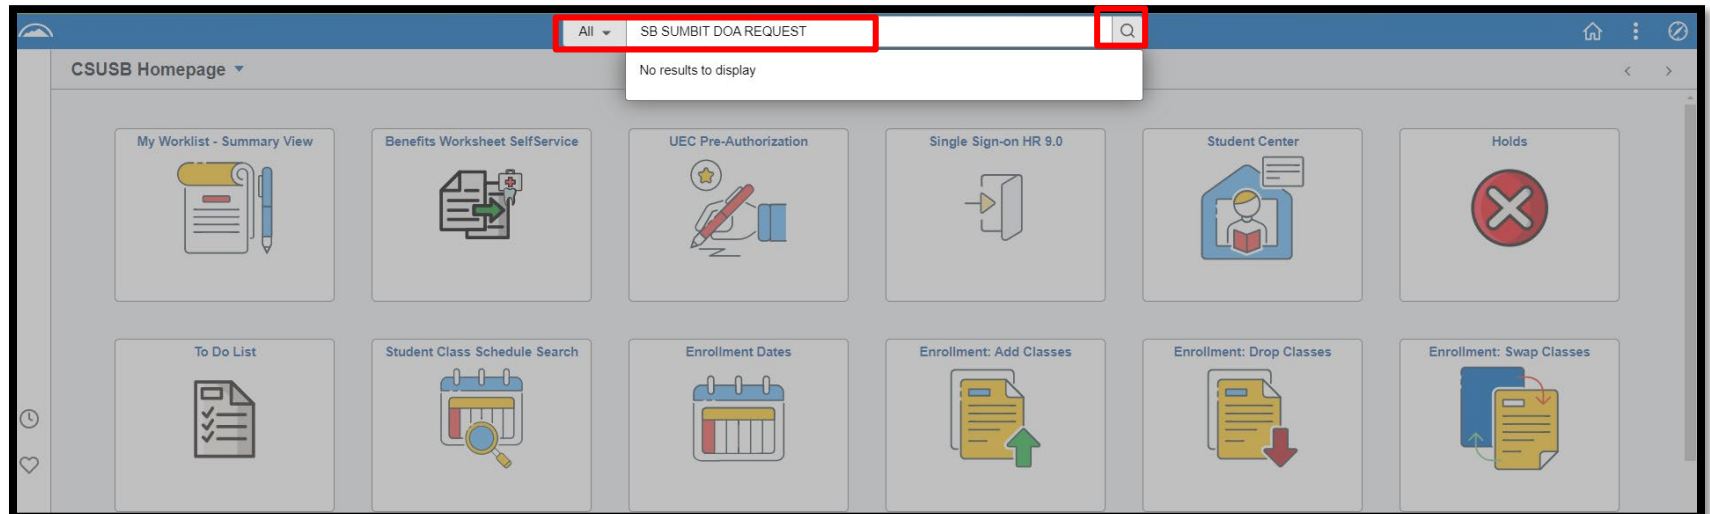 All
SB SUMBIT DOA REQUEST
No results to display
CSUSB Homepage
My Worklist - Summary View
Benefits Worksheet SelfService
UEC Pre-Authorization
Single Sign-on HR 9.0
Student Center
Holds
To Do List
Student Class Schedule Search
Enrollment Dates
Enrollment: Add Classes
Enrollment: Drop Classes
Enrollment: Swap Classes